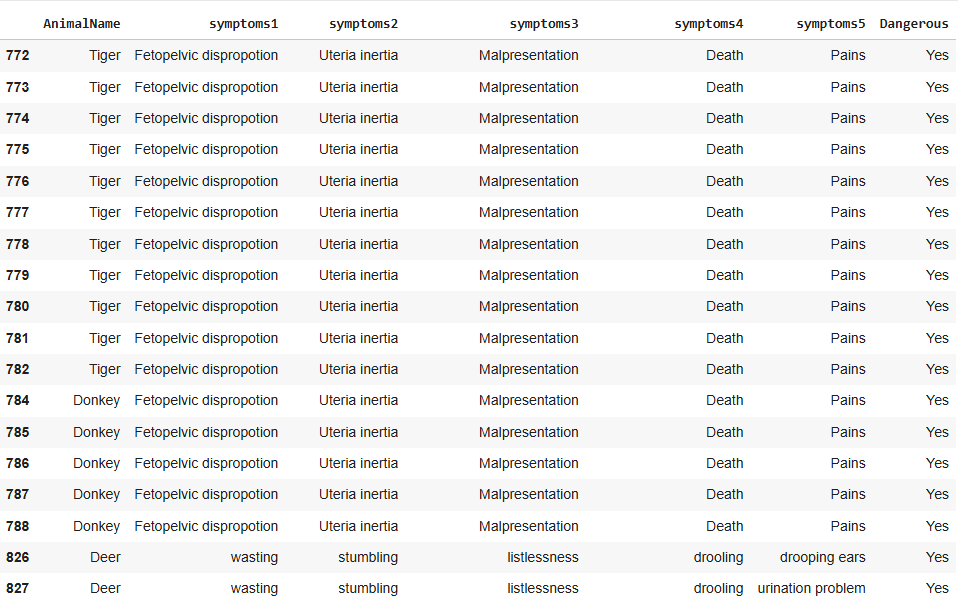 AnimalName symptoms1 symptoms2 symptoms3 symptoms4 symptoms5 Dangerous
772 Tiger Fetopelvic dispropotion Uteria inertia Malpresentation Death Pains Yes
773 Tiger Fetopelvic dispropotion Uteria inertia Malpresentation Death Pains Yes
774 Tiger Fetopelvic dispropotion Uteria inertia Malpresentation Death Pains Yes
775 Tiger Fetopelvic dispropotion Uteria inertia Malpresentation Death Pains Yes
776 Tiger Fetopelvic dispropotion Uteria inertia Malpresentation Death Pains Yes
777 Tiger Fetopelvic dispropotion Uteria inertia Malpresentation Death Pains Yes
778 Tiger Fetopelvic dispropotion Uteria inertia Malpresentation Death Pains Yes
779 Tiger Fetopelvic dispropotion Uteria inertia Malpresentation Death Pains Yes
780 Tiger Fetopelvic dispropotion Uteria inertia Malpresentation Death Pains Yes
781 Tiger Fetopelvic dispropotion Uteria inertia Malpresentation Death Pains Yes
782 Tiger Fetopelvic dispropotion Uteria inertia Malpresentation Death Pains Yes
784 Donkey Fetopelvic dispropotion Uteria inertia Malpresentation Death Pains Yes
785 Donkey Fetopelvic dispropotion Uteria inertia Malpresentation Death Pains Yes
786 Donkey Fetopelvic dispropotion Uteria inertia Malpresentation Death Pains Yes
787 Donkey Fetopelvic dispropotion Uteria inertia Malpresentation Death Pains Yes
788 Donkey Fetopelvic dispropotion Uteria inertia Malpresentation Death Pains Yes
826 Deer wasting stumbling listlessness drooling drooping ears Yes
827 Deer wasting stumbling listlessness drooling urination problem Yes